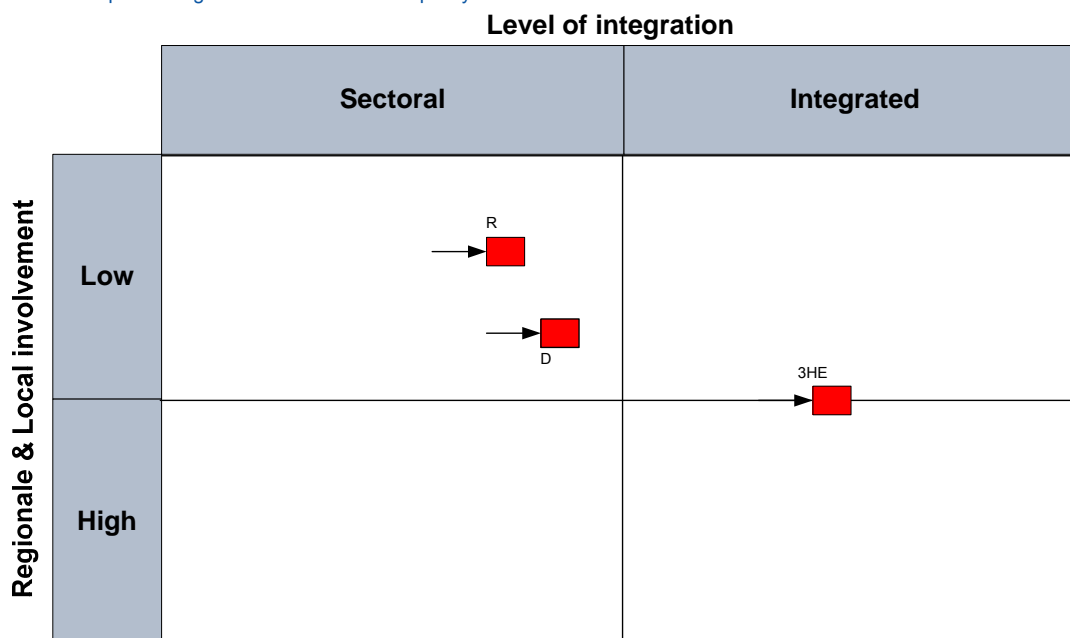 Level of integration
Sectoral
Integrated
Regionale & Local involvement
Low
R
D
3HE
High